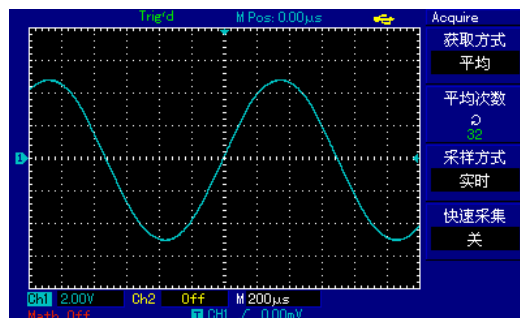 Trig'd M Pos: 0.00μs Acquire
获取方式
平均
平均次数
32
采样方式
实时
快速采集
关
1
Ch1 2.00V Ch2 Off M 200μs
Math Off T CH1 / 0.00mV